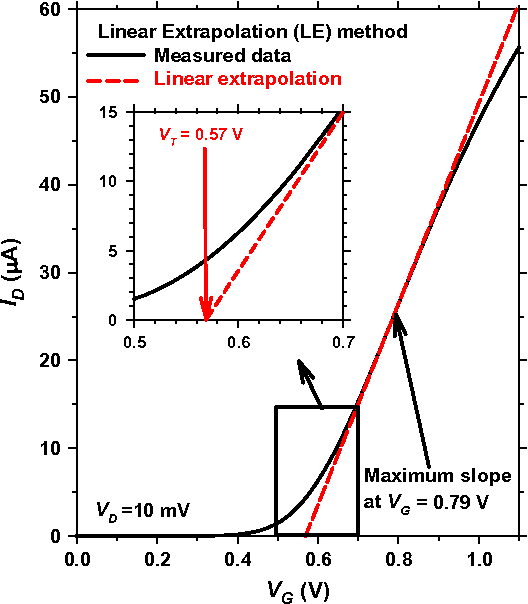 60
50
40
30
20
10
0
I_D (μA)
Linear Extrapolation (LE) method
Measured data
Linear extrapolation
15
10
5
0
V_T = 0.57 V
0.5 0.6 0.7
Maximum slope
at V_G = 0.79 V
V_D =10 mV
0.0 0.2 0.4 0.6 0.8 1.0
V_G (V)